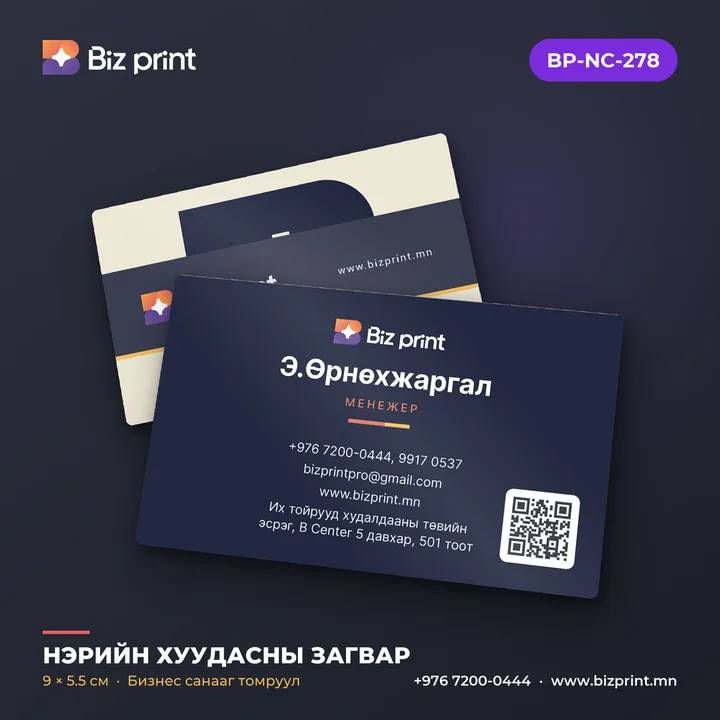 Biz print
BP-NC-278
www.bizprint.mn
Biz print
Э.Өрнөхжаргал
МЕНЕЖЕР
+976 7200-0444, 9917 0537
bizprintpro@gmail.com
www.bizprint.mn
Их тойрууд худалдааны төвийн
эсрэг, B Center 5 давхар, 501 тоот
НЭРИЙН ХУУДАСНЫ ЗАГВАР
9 × 5.5 см · Бизнес санааг томруул
+976 7200-0444 · www.bizprint.mn